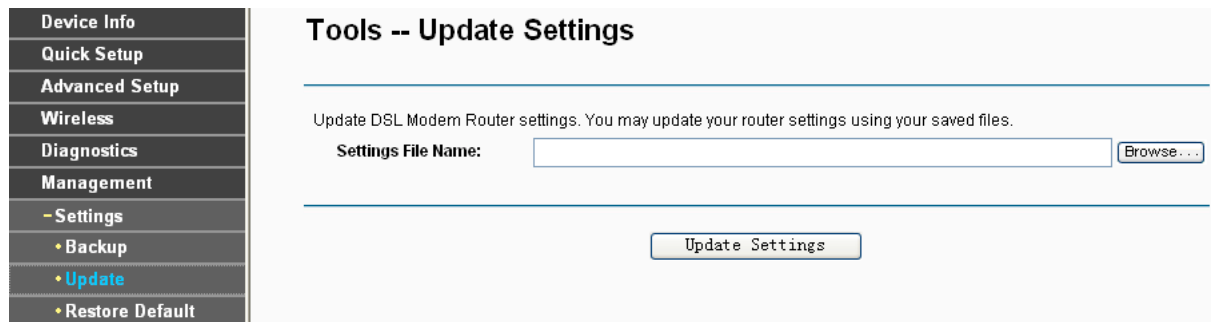 Device Info
Quick Setup
Advanced Setup
Wireless
Diagnostics
Management
-Settings
•Backup
•Update
•Restore Default
Tools -- Update Settings
Update DSL Modem Router settings. You may update your router settings using your saved files.
Settings File Name: Browse...
Update Settings